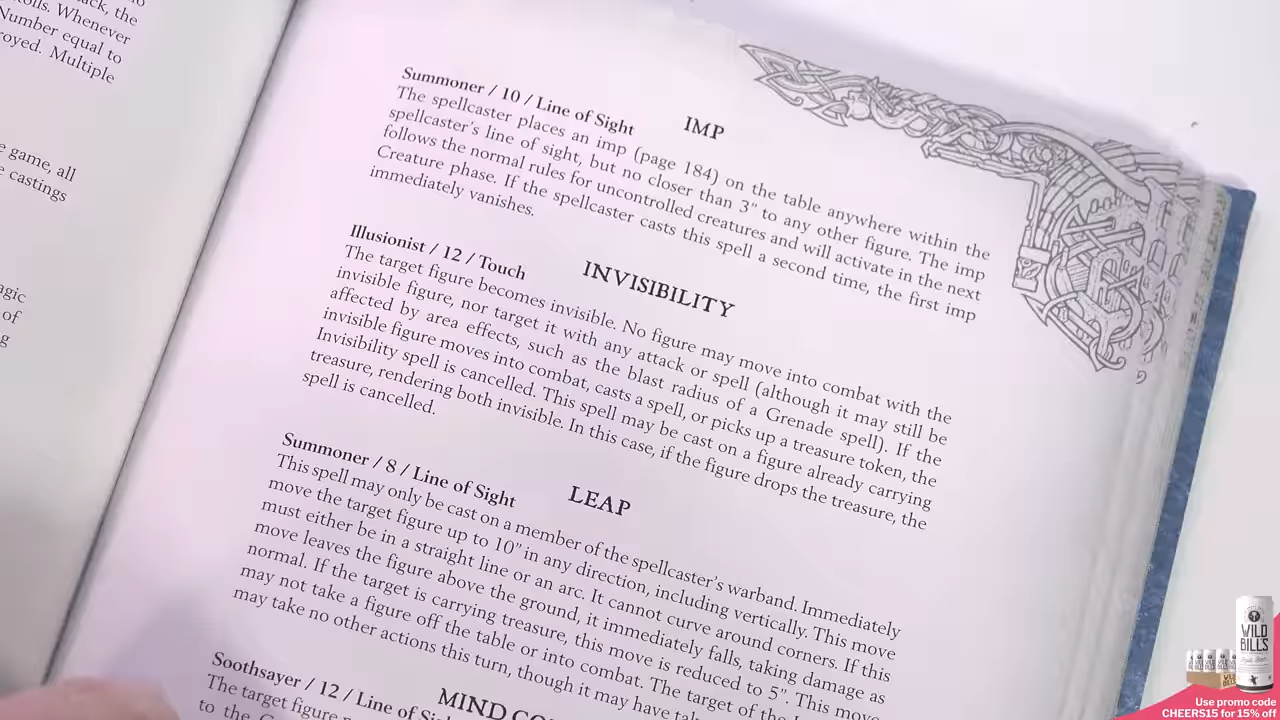 ack, the
olls. Whenever
Number equal to
royed. Multiple
e game, all
e castings
agic
of
g
IMP
Summoner / 10 / Line of Sight
The spellcaster places an imp (page 184) on the table anywhere within the
spellcaster's line of sight, but no closer than 3" to any other figure. The imp
follows the normal rules for uncontrolled creatures and will activate in the next
Creature phase. If the spellcaster casts this spell a second time, the first imp
immediately vanishes.
INVISIBILITY
Illusionist / 12 / Touch
The target figure becomes invisible. No figure may move into combat with the
invisible figure, nor target it with any attack or spell (although it may still be
affected by area effects, such as the blast radius of a Grenade spell). If the
invisible figure moves into combat, casts a spell, or picks up a treasure token, the
Invisibility spell is cancelled. This spell may be cast on a figure already carrying
treasure, rendering both invisible. In this case, if the figure drops the treasure, the
spell is cancelled.
LEAP
Summoner / 8 / Line of Sight
This spell may only be cast on a member of the spellcaster's warband. Immediately
move the target figure up to 10" in any direction, including vertically. This move
must either be in a straight line or an arc. It cannot curve around corners. If this
move leaves the figure above the ground, it immediately falls, taking damage as
normal. If the target is carrying treasure, this move is reduced to 5". This move
may not take a figure off the table or into combat. The target of the
may take no other actions this turn, though it may have
MIND CO
Soothsayer / 12 / Line of
The target figure
to the
WILD
BILL'S
Use promo code
CHEERS15 for 15% off